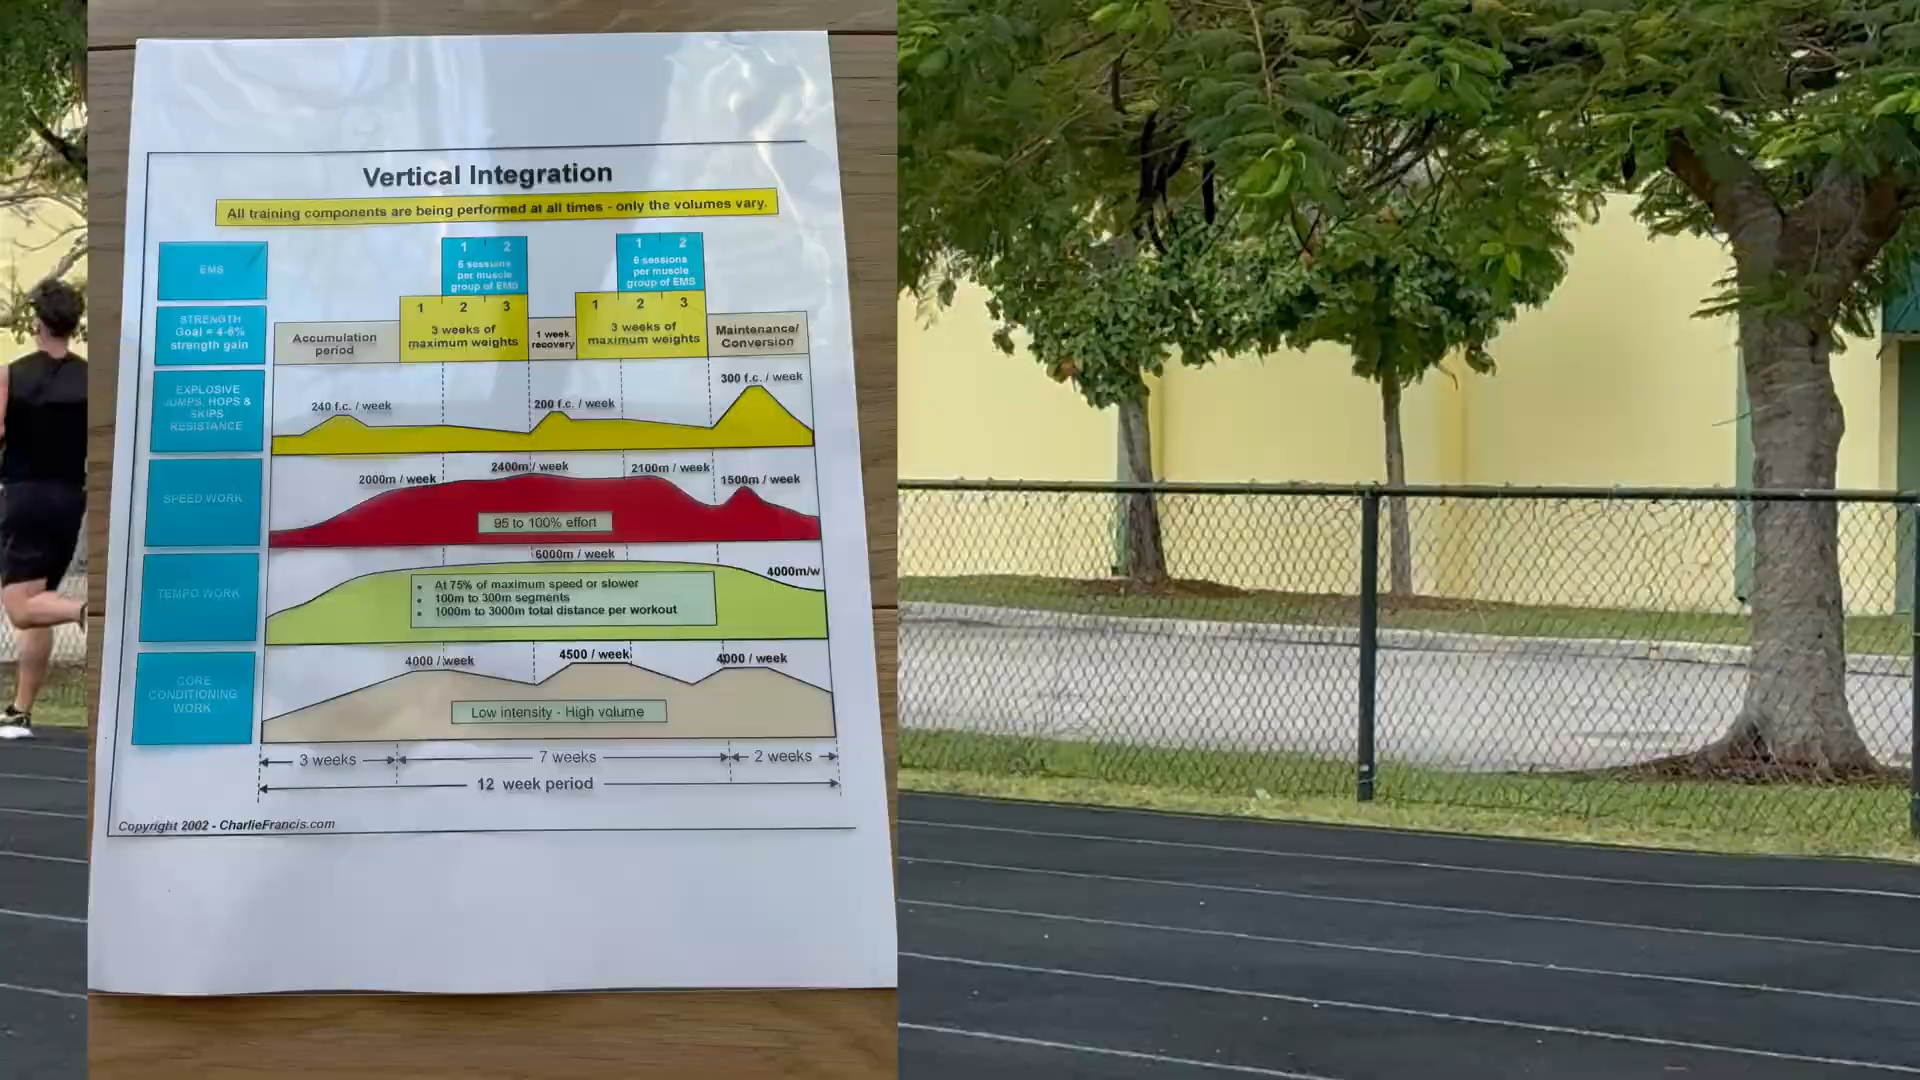 Vertical Integration
All training components are being performed at all times - only the volumes vary.
EMS
1 2
6 sessions
per muscle
group of EMS
1 2
6 sessions
per muscle
group of EMS
STRENGTH
Goal = 4-6%
strength gain
Accumulation
period
1 2 3
3 weeks of
maximum weights
1 week
recovery
1 2 3
3 weeks of
maximum weights
Maintenance/
Conversion
EXPLOSIVE
JUMPS, HOPS &
SKIPS
RESISTANCE
240 f.c. / week
200 f.c. / week
300 f.c. / week
SPEED WORK
2000m / week
2400m / week
2100m / week
1500m / week
95 to 100% effort
TEMPO WORK
6000m / week
4000m/w
• At 75% of maximum speed or slower
• 100m to 300m segments
• 1000m to 3000m total distance per workout
CORE
CONDITIONING
WORK
4000 / week
4500 / week
4000 / week
Low intensity - High volume
3 weeks
7 weeks
2 weeks
12 week period
Copyright 2002 - CharlieFrancis.com